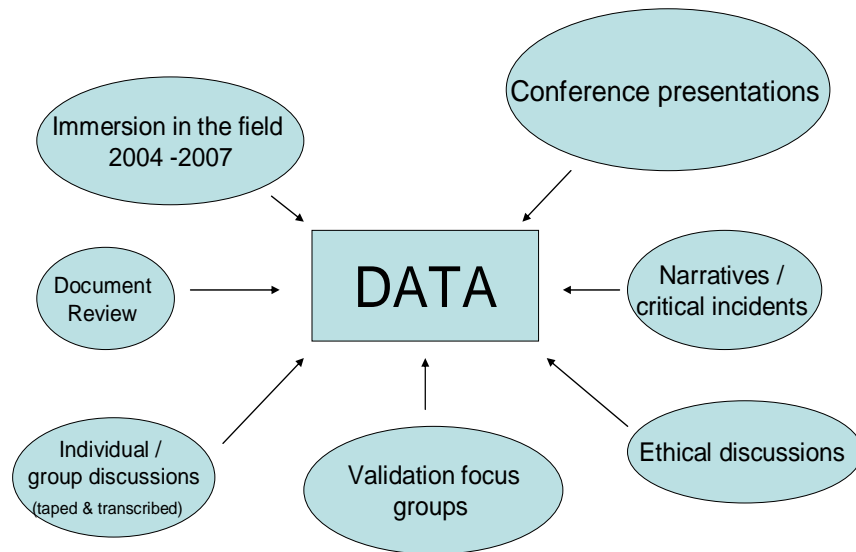 Immersion in the field
2004 -2007
Conference presentations
Document
Review
DATA
Narratives /
critical incidents
Individual /
group discussions
(taped & transcribed)
Validation focus
groups
Ethical discussions